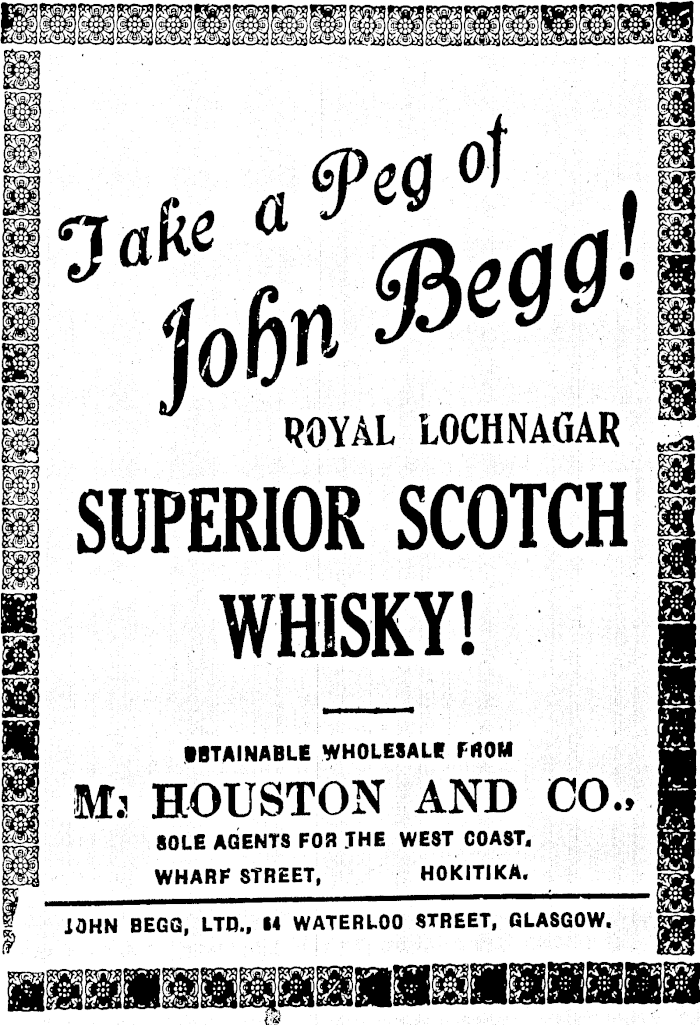 Take a Peg of
John Begg!
ROYAL LOCHNAGAR
SUPERIOR SCOTCH
WHISKY!
OBTAINABLE WHOLESALE FROM
M. HOUSTON AND CO.,
SOLE AGENTS FOR THE WEST COAST.
WHARF STREET, HOKITIKA.
JOHN BEGG, LTD., 64 WATERLOO STREET, GLASGOW.